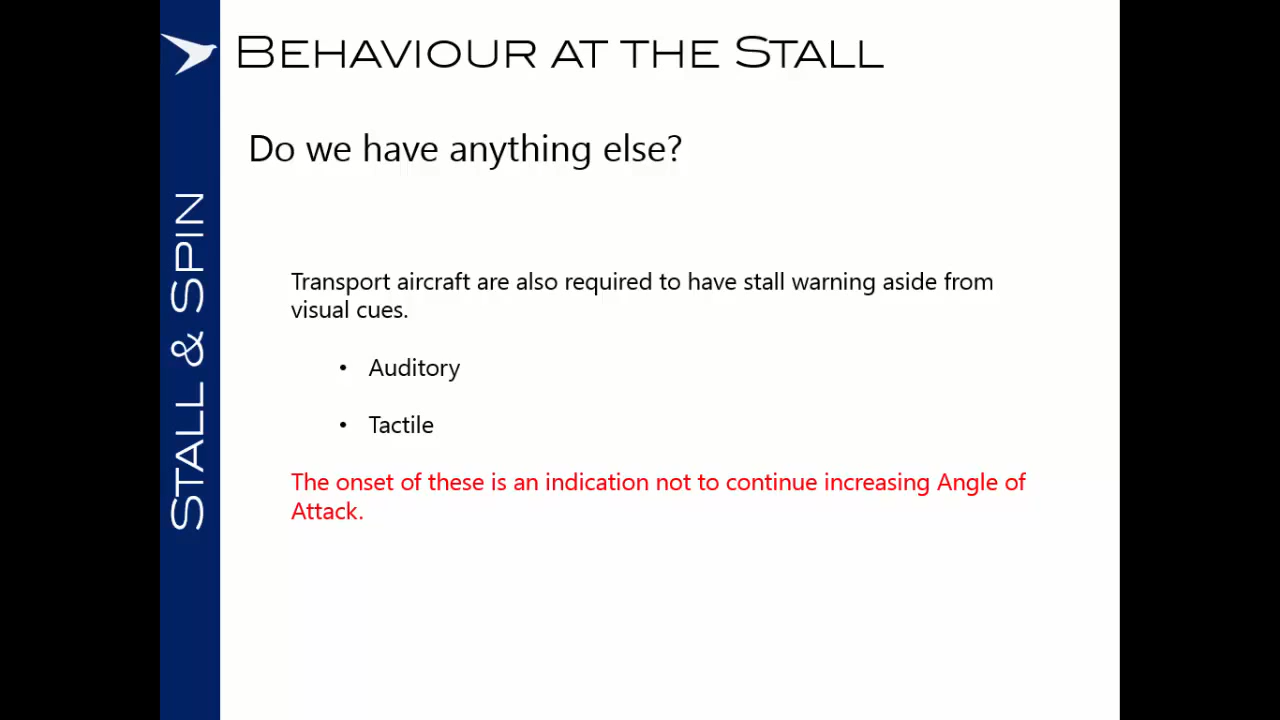 BEHAVIOUR AT THE STALL
Do we have anything else?
Transport aircraft are also required to have stall warning aside from
visual cues.
• Auditory
• Tactile
The onset of these is an indication not to continue increasing Angle of
Attack.
STALL & SPIN